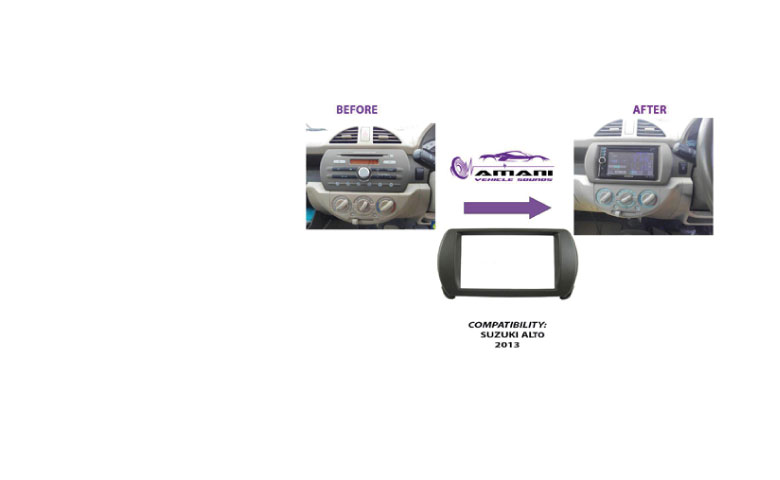 BEFORE
AFTER
AMANI
VEHICLE SOUNDS
COMPATIBILITY:
SUZUKI ALTO
2013